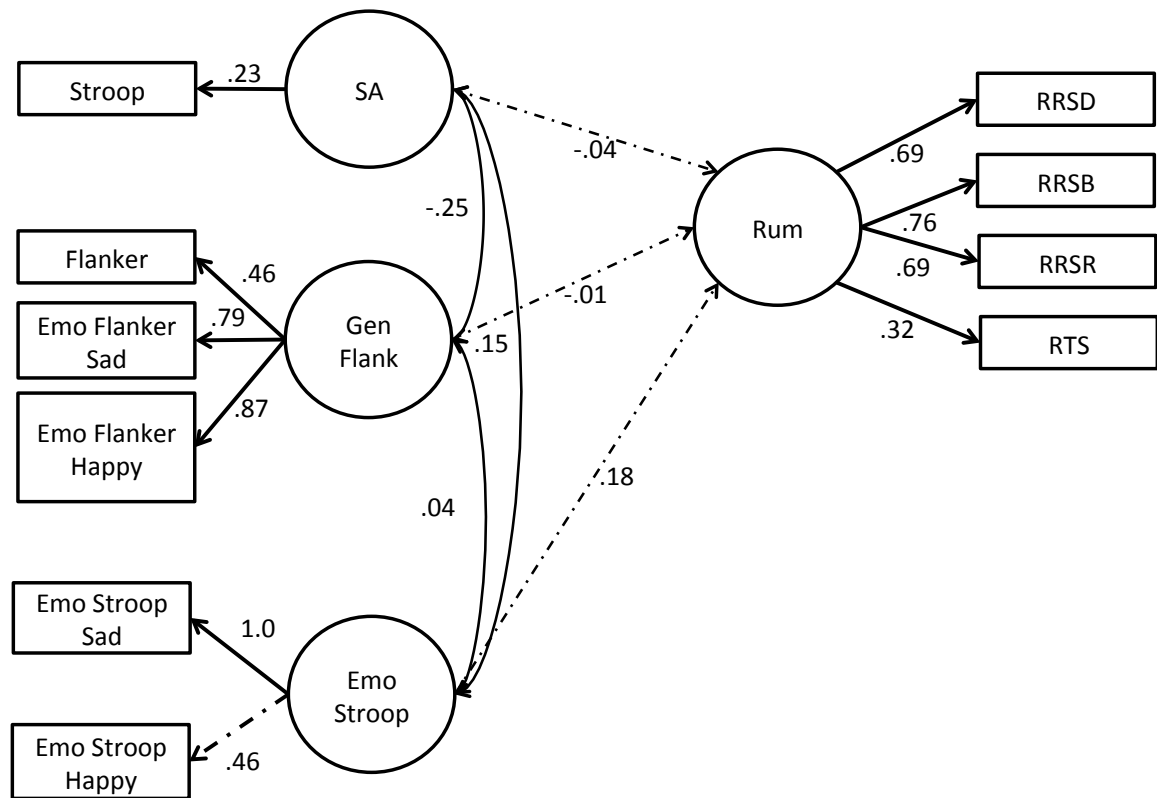 Stroop
.23
SA
-.04
-.25
RRSD
.69
RRSB
.76
Rum
RRSR
.69
RTS
.32
Flanker
.46
Emo Flanker
Sad
.79
Gen
Flank
-.01
.15
Emo Flanker
Happy
.87
.04
.18
Emo Stroop
Sad
1.0
Emo
Stroop
Emo Stroop
Happy
.46